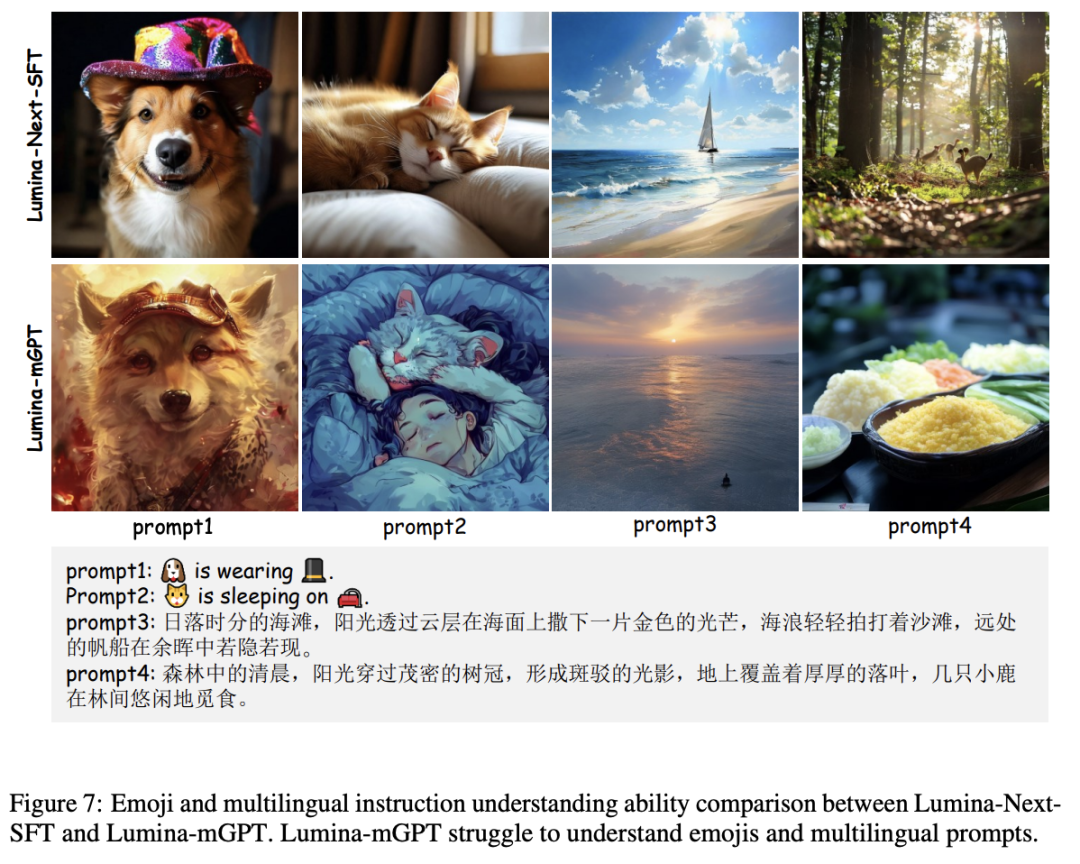 Lumina-Next-SFT
Lumina-mGPT
prompt1 prompt2 prompt3 prompt4
prompt1: 🐶 is wearing 🎩.
Prompt2: 🐱 is sleeping on 🛋.
prompt3: 日落时分的海滩，阳光透过云层在海面上撒下一片金色的光芒，海浪轻轻拍打着沙滩，远处
的帆船在余晖中若隐若现。
prompt4: 森林中的清晨，阳光穿过茂密的树冠，形成斑驳的光影，地上覆盖着厚厚的落叶，几只小鹿
在林间悠闲地觅食。
Figure 7: Emoji and multilingual instruction understanding ability comparison between Lumina-Next-
SFT and Lumina-mGPT. Lumina-mGPT struggle to understand emojis and multilingual prompts.